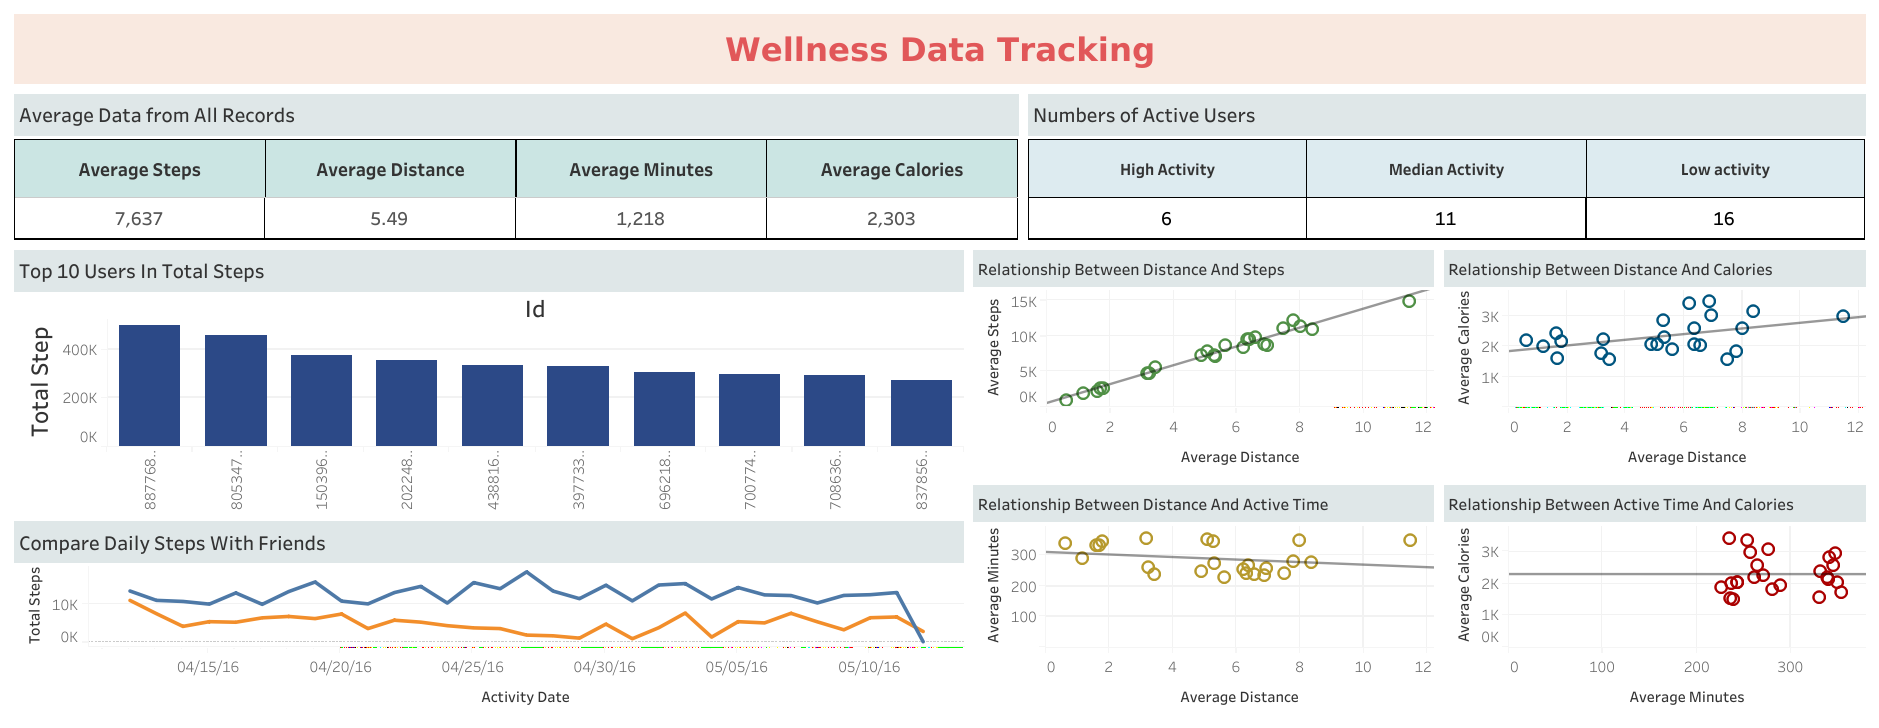 Wellness Data Tracking
Average Data from All Records
Average Steps Average Distance Average Minutes Average Calories
7,637 5.49 1,218 2,303
Numbers of Active Users
High Activity Median Activity Low activity
6 11 16
Top 10 Users In Total Steps
Id
Total Step
400K
200K
0K
887768.. 805347.. 150396.. 202248.. 438816.. 397733.. 696218.. 700774.. 708636.. 837856..
Compare Daily Steps With Friends
Total Steps
10K
0K
04/15/16 04/20/16 04/25/16 04/30/16 05/05/16 05/10/16
Activity Date
Relationship Between Distance And Steps
Average Steps
15K
10K
5K
0K
0 2 4 6 8 10 12
Average Distance
Relationship Between Distance And Calories
Average Calories
3K
2K
1K
0 2 4 6 8 10 12
Average Distance
Relationship Between Distance And Active Time
Average Minutes
300
200
100
0 2 4 6 8 10 12
Average Distance
Relationship Between Active Time And Calories
Average Calories
3K
2K
1K
0K
0 100 200 300
Average Minutes